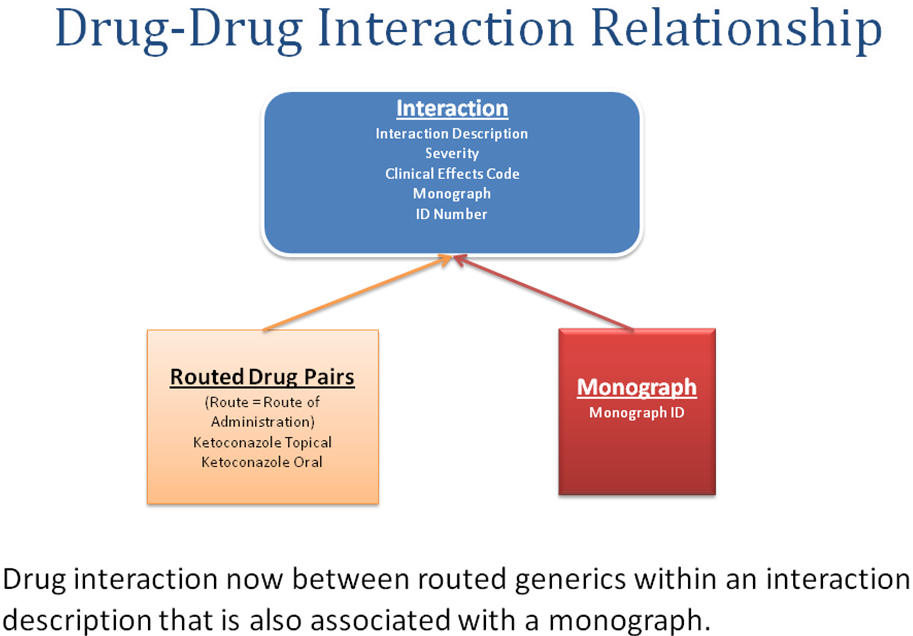 Drug-Drug Interaction Relationship
Interaction
Interaction Description
Severity
Clinical Effects Code
Monograph
ID Number
Routed Drug Pairs
(Route = Route of
Administration)
Ketoconazole Topical
Ketoconazole Oral
Monograph
Monograph ID
Drug interaction now between routed generics within an interaction
description that is also associated with a monograph.